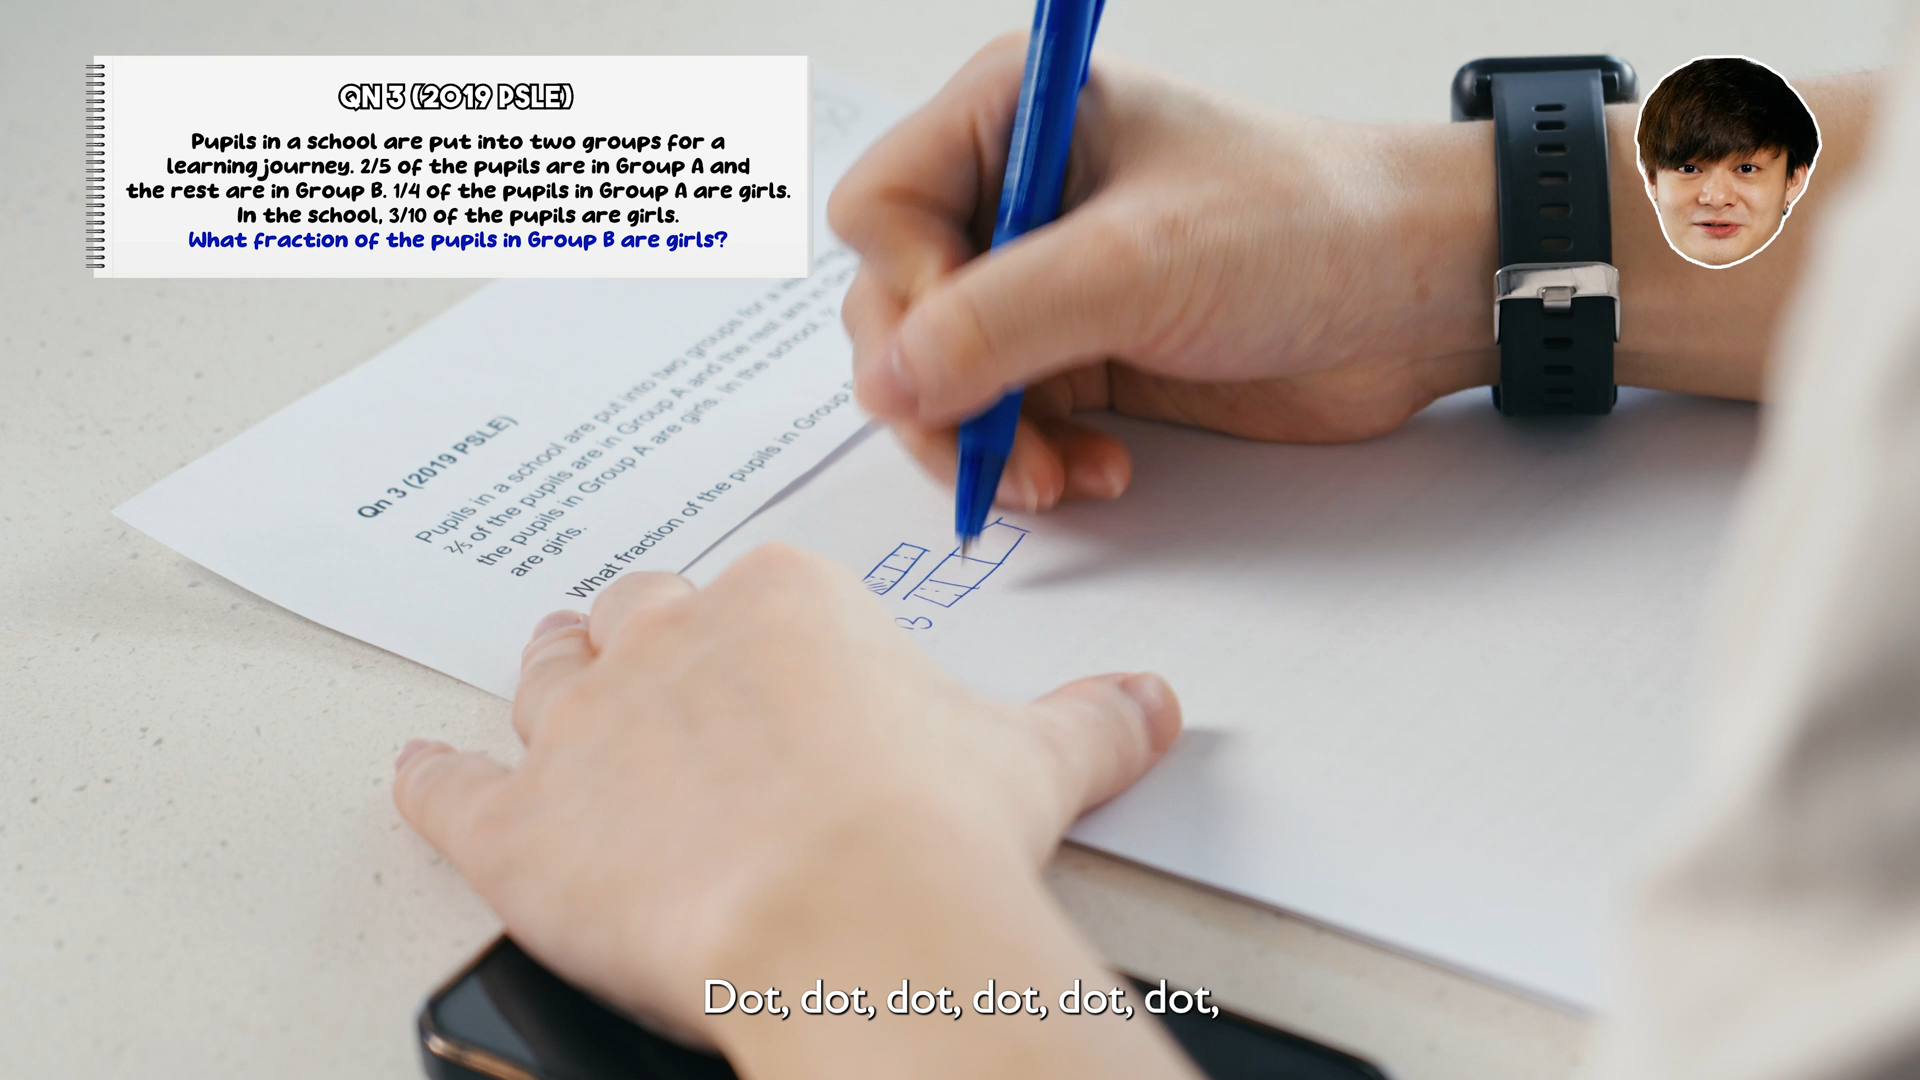 QN 3 (2019 PSLE)
Pupils in a school are put into two groups for a
learning journey. 2/5 of the pupils are in Group A and
the rest are in Group B. 1/4 of the pupils in Group A are girls.
In the school, 3/10 of the pupils are girls.
What fraction of the pupils in Group B are girls?
Qn 3 (2019 PSLE)
Pupils in a school are put into two groups for a
⅖ of the pupils are in Group A and the rest are in
the pupils in Group A are girls. In the school,
are girls.
What fraction of the pupils in Group
B
Dot, dot, dot, dot, dot, dot,